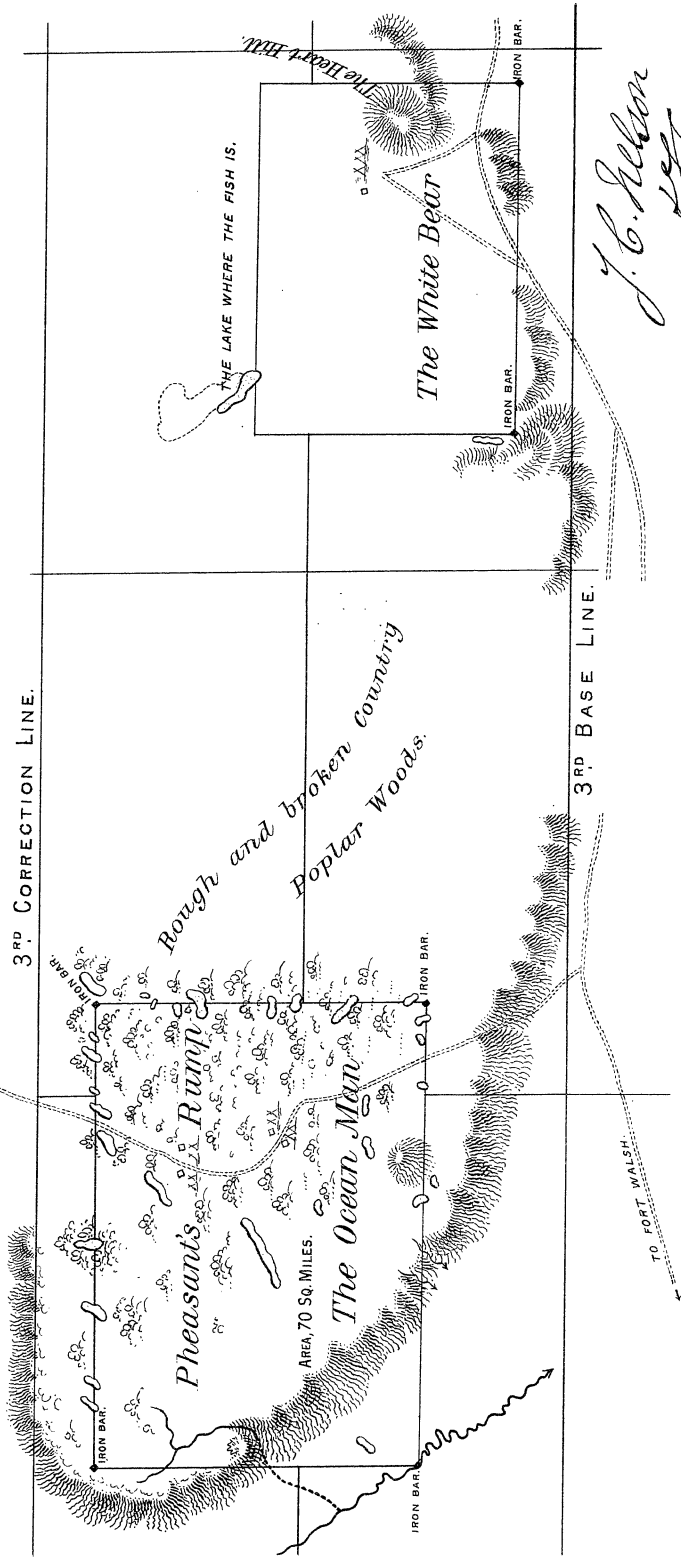 3RD CORRECTION LINE.
IRON BAR.
IRON BAR.
Pheasant's Rump
AREA, 70 SQ. MILES.
The Ocean Man
IRON BAR.
IRON BAR.
Rough and broken Country
Poplar Woods.
THE LAKE WHERE THE FISH IS.
The Heart Hill.
The White Bear
IRON BAR.
IRON BAR.
3RD BASE LINE.
TO FORT WALSH
J. C. Nelson